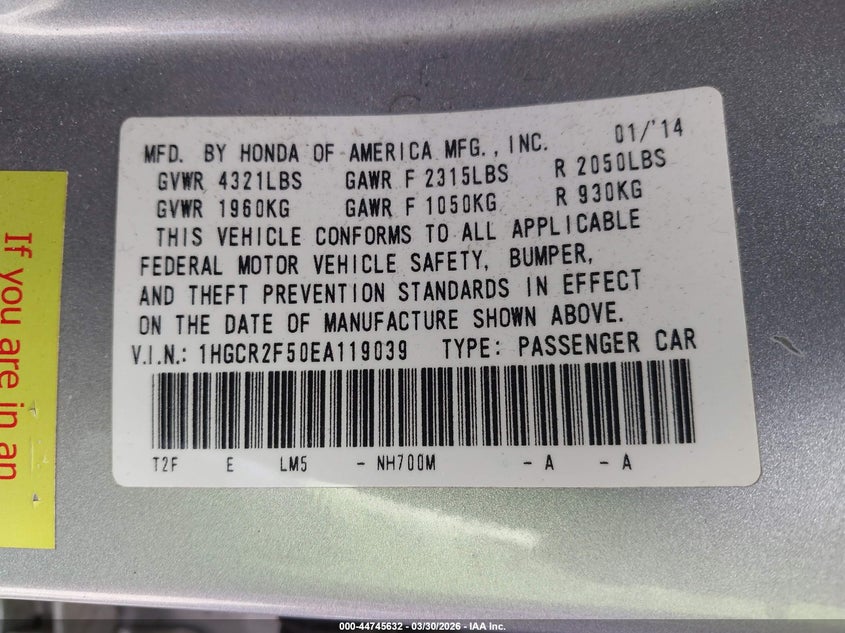 MFD. BY HONDA OF AMERICA MFG., INC. 01/'14
GVWR 4321LBS GAWR F 2315LBS R 2050LBS
GVWR 1960KG GAWR F 1050KG R 930KG
THIS VEHICLE CONFORMS TO ALL APPLICABLE
FEDERAL MOTOR VEHICLE SAFETY, BUMPER,
AND THEFT PREVENTION STANDARDS IN EFFECT
ON THE DATE OF MANUFACTURE SHOWN ABOVE.
V.I.N.: 1HGCR2F50EA119039 TYPE: PASSENGER CAR
T2F E LM5 - NH700M - A - A
If you are in an
000-44745632 - 03/30/2026 - IAA Inc.